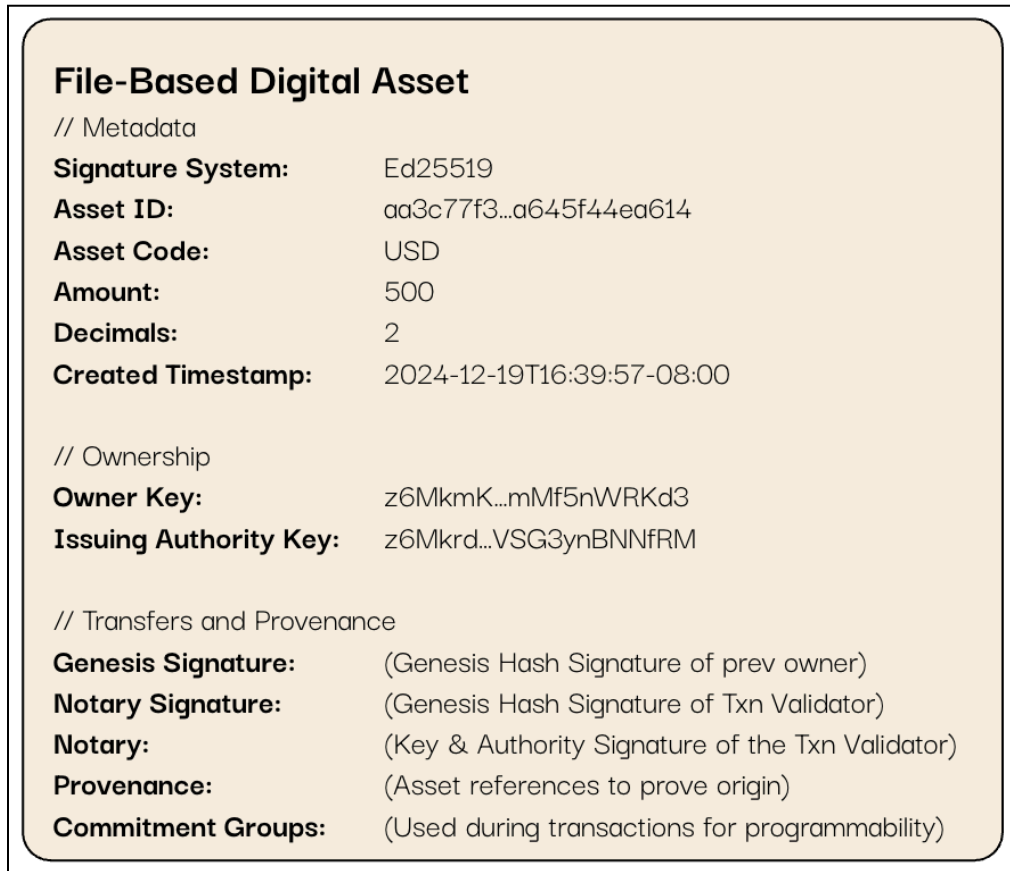 File-Based Digital Asset
// Metadata
Signature System: Ed25519
Asset ID: aa3c77f3...a645f44ea614
Asset Code: USD
Amount: 500
Decimals: 2
Created Timestamp: 2024-12-19T16:39:57-08:00
// Ownership
Owner Key: z6MkmK...mMf5nWRKd3
Issuing Authority Key: z6Mkrd...VSG3ynBNNfRM
// Transfers and Provenance
Genesis Signature: (Genesis Hash Signature of prev owner)
Notary Signature: (Genesis Hash Signature of Txn Validator)
Notary: (Key & Authority Signature of the Txn Validator)
Provenance: (Asset references to prove origin)
Commitment Groups: (Used during transactions for programmability)